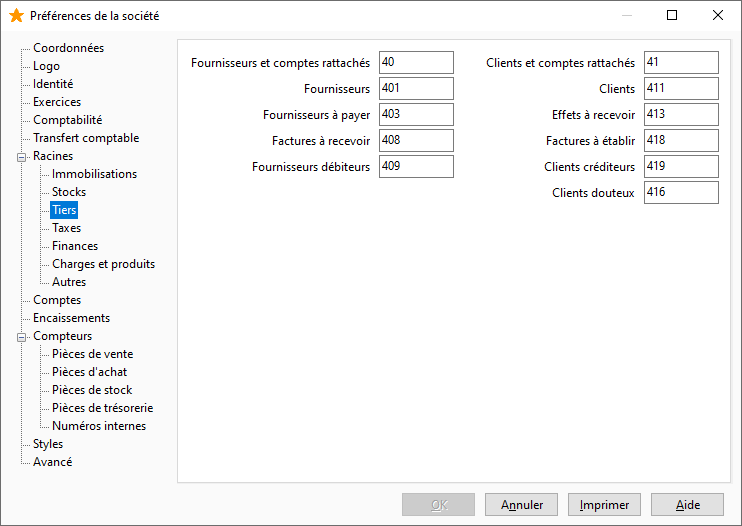 Préférences de la société
Coordonnées
Logo
Identité
Exercices
Comptabilité
Transfert comptable
Racines
Immobilisations
Stocks
Tiers
Taxes
Finances
Charges et produits
Autres
Comptes
Encaissements
Compteurs
Pièces de vente
Pièces d'achat
Pièces de stock
Pièces de trésorerie
Numéros internes
Styles
Avancé
Fournisseurs et comptes rattachés 40
Fournisseurs 401
Fournisseurs à payer 403
Factures à recevoir 408
Fournisseurs débiteurs 409
Clients et comptes rattachés 41
Clients 411
Effets à recevoir 413
Factures à établir 418
Clients créditeurs 419
Clients douteux 416
OK Annuler Imprimer Aide